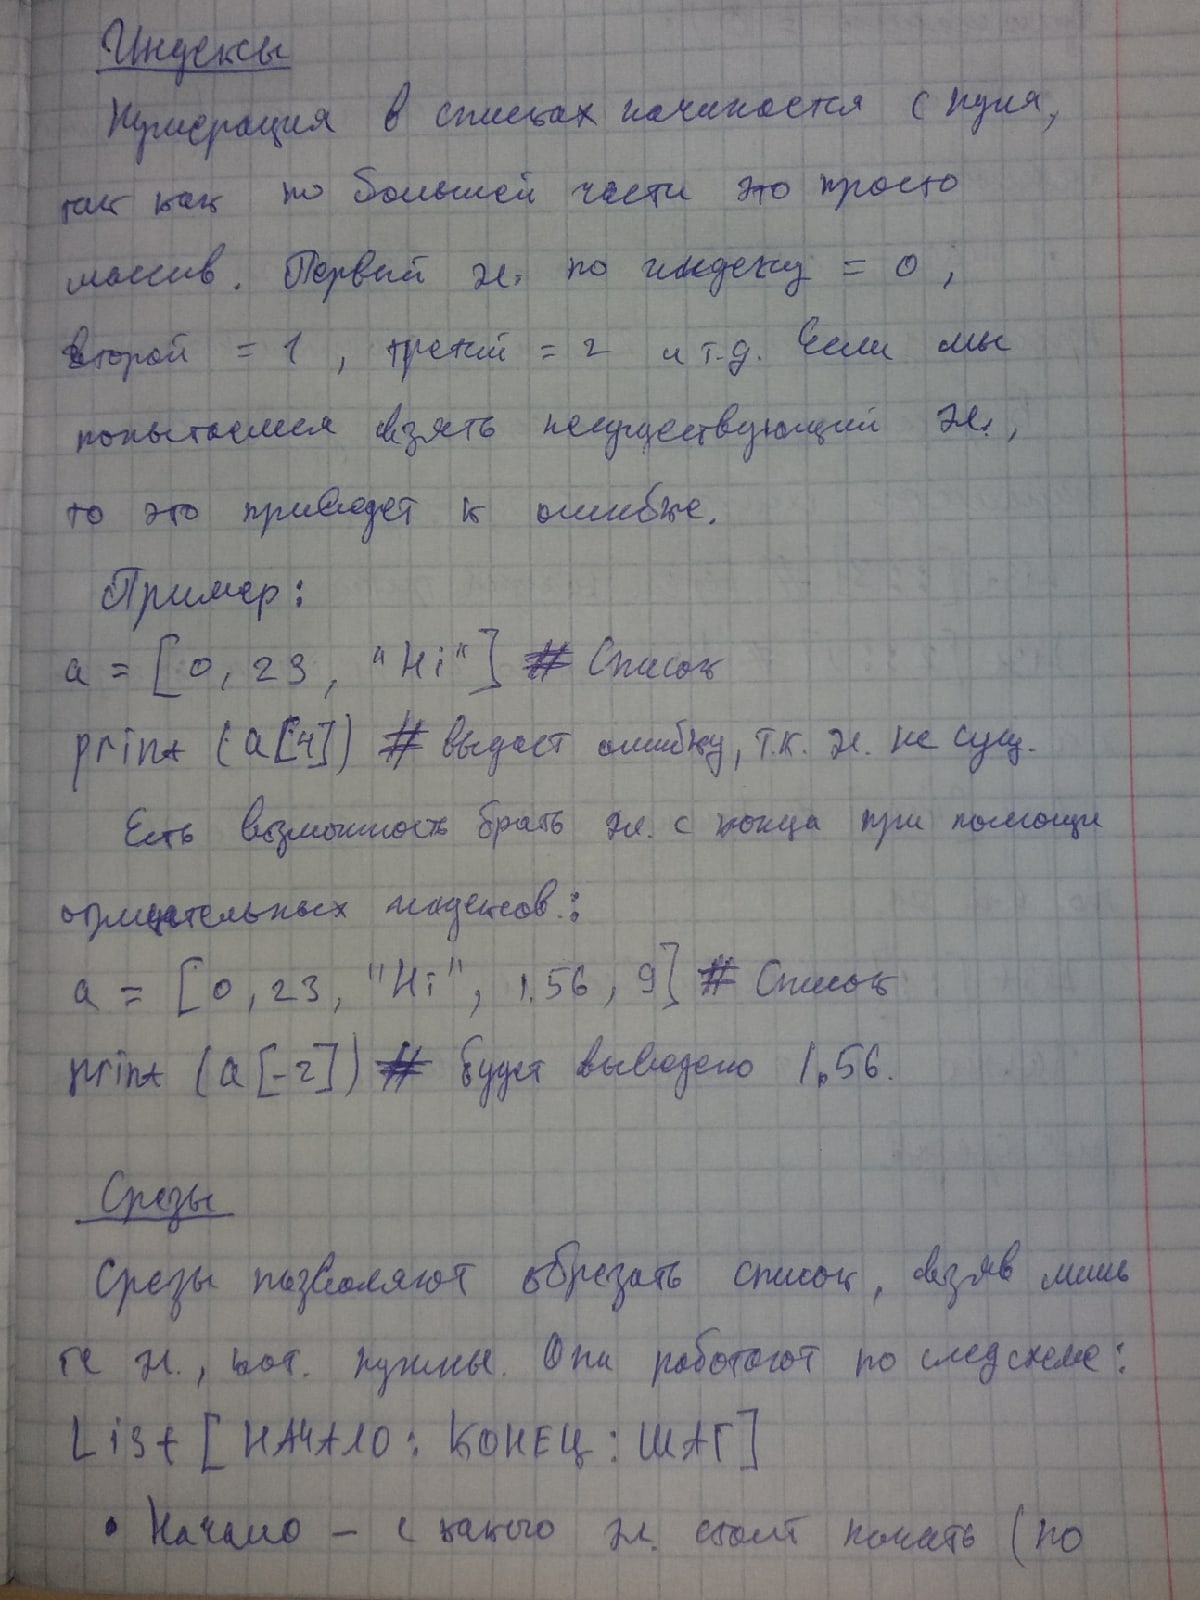 Индексы
Нумерация в списках начинается с нуля,
так как по большей части это просто
массив. Первый эл. по индексу = 0,
второй = 1, третий = 2 и т.д. Если мы
попытаемся взять несуществующий эл.,
то это приведет к ошибке.
Пример:
a = [0, 23, "Hi"] # Список
print (a[4]) # выдаст ошибку, т.к. эл. не сущ.
Есть возможность брать эл. с конца при помощи
отрицательных индексов.:
a = [0, 23, "Hi", 1.56, 9] # Список
print (a[-2]) # будет выведено 1.56.
Срезы
Срезы позволяют обрезать список, взяв лишь
те эл., кот. нужны. Они работают по след схеме:
List [НАЧАЛО: КОНЕЦ: ШАГ]
• Начало – с какого эл. стоит начать (по